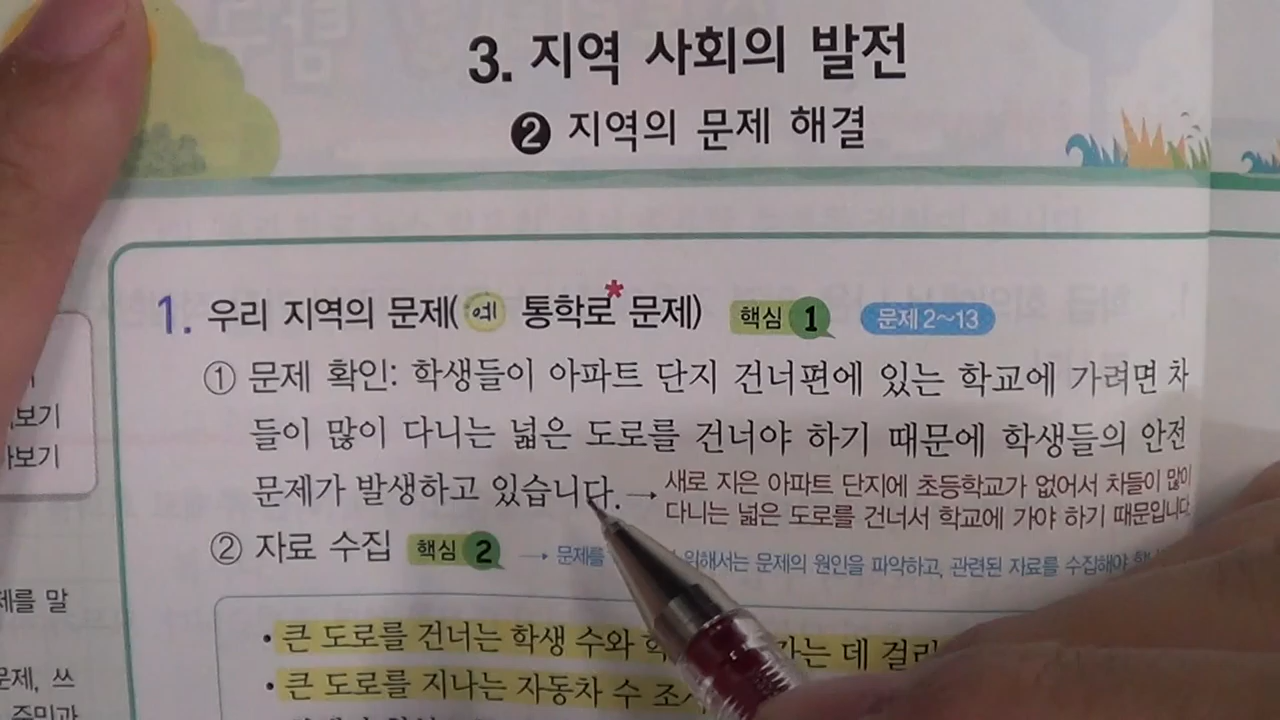 3. 지역 사회의 발전
❷ 지역의 문제 해결
1. 우리 지역의 문제(예 통학로* 문제) 핵심 1 문제 2~13
① 문제 확인: 학생들이 아파트 단지 건너편에 있는 학교에 가려면 차
들이 많이 다니는 넓은 도로를 건너야 하기 때문에 학생들의 안전
문제가 발생하고 있습니다. → 새로 지은 아파트 단지에 초등학교가 없어서 차들이 많이
다니는 넓은 도로를 건너서 학교에 가야 하기 때문입니다.
② 자료 수집 핵심 2 → 문제를 위해서는 문제의 원인을 파악하고, 관련된 자료를 수집해야
• 큰 도로를 건너는 학생 수와 가는 데 걸리
• 큰 도로를 지나는 자동차 수 조사
보기
보기
제를 말
문제, 쓰
주민과